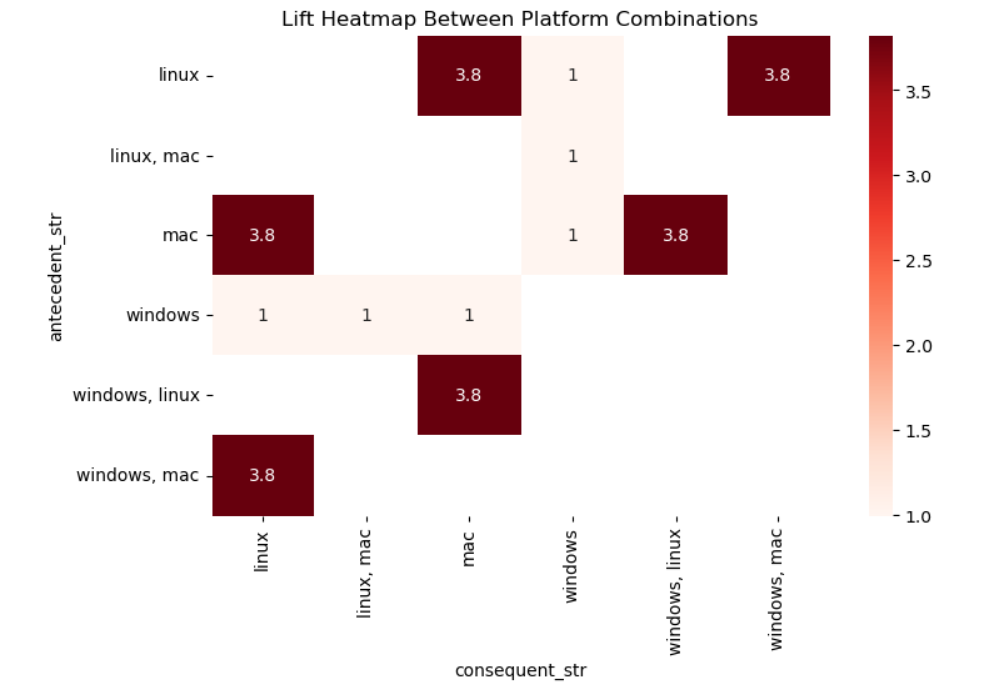 Lift Heatmap Between Platform Combinations
linux 3.8 1 3.8
linux, mac 1
mac 3.8 1 3.8
windows 1 1 1
windows, linux 3.8
windows, mac 3.8
antecedent_str
linux
linux, mac
mac
windows
windows, linux
windows, mac
consequent_str
3.5
3.0
2.5
2.0
1.5
1.0